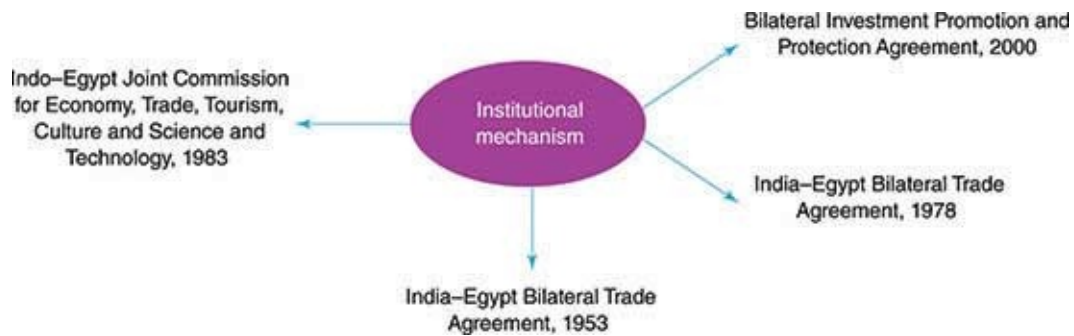 Bilateral Investment Promotion and
Protection Agreement, 2000
Indo–Egypt Joint Commission
for Economy, Trade, Tourism,
Culture and Science and
Technology, 1983
Institutional
mechanism
India–Egypt Bilateral Trade
Agreement, 1978
India–Egypt Bilateral Trade
Agreement, 1953